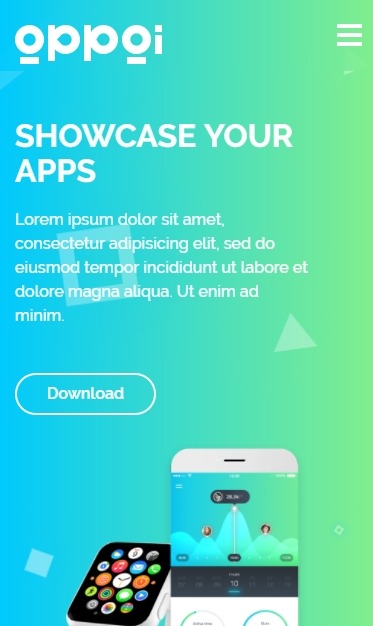 oppoi
SHOWCASE YOUR
APPS
Lorem ipsum dolor sit amet,
consectetur adipisicing elit, sed do
eiusmod tempor incididunt ut labore et
dolore magna aliqua. Ut enim ad
minim.
Download
10